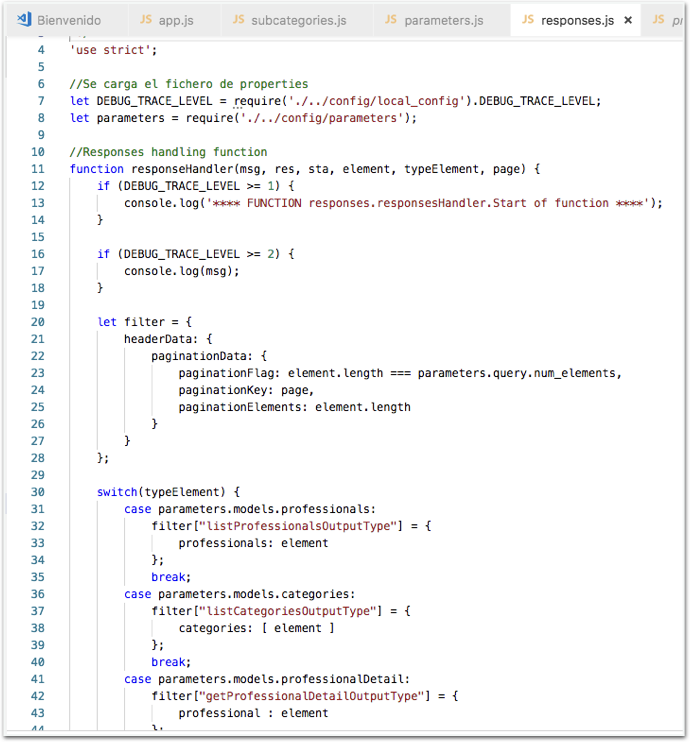 Bienvenido JS app.js JS subcategories.js JS parameters.js JS responses.js × JS
4 'use strict';
5
6 //Se carga el fichero de properties
7 let DEBUG_TRACE_LEVEL = require('./../config/local_config').DEBUG_TRACE_LEVEL;
8 let parameters = require('./../config/parameters');
9
10 //Responses handling function
11 function responseHandler(msg, res, sta, element, typeElement, page) {
12 if (DEBUG_TRACE_LEVEL >= 1) {
13 console.log('**** FUNCTION responses.responsesHandler.Start of function ****');
14 }
15
16 if (DEBUG_TRACE_LEVEL >= 2) {
17 console.log(msg);
18 }
19
20 let filter = {
21 headerData: {
22 paginationData: {
23 paginationFlag: element.length === parameters.query.num_elements,
24 paginationKey: page,
25 paginationElements: element.length
26 }
27 }
28 };
29
30 switch(typeElement) {
31 case parameters.models.professionals:
32 filter["listProfessionalsOutputType"] = {
33 professionals: element
34 };
35 break;
36 case parameters.models.categories:
37 filter["listCategoriesOutputType"] = {
38 categories: [ element ]
39 };
40 break;
41 case parameters.models.professionalDetail:
42 filter["getProfessionalDetailOutputType"] = {
43 professional : element
44 };